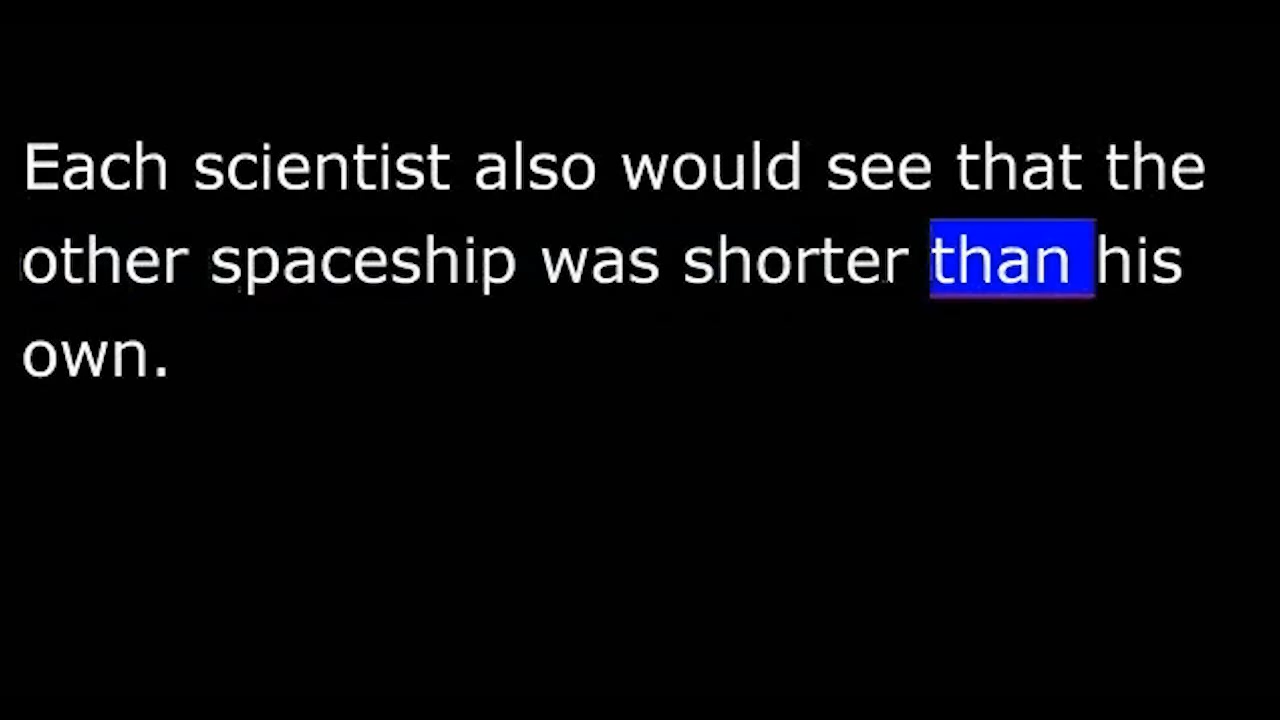 Each scientist also would see that the
other spaceship was shorter than his
own.